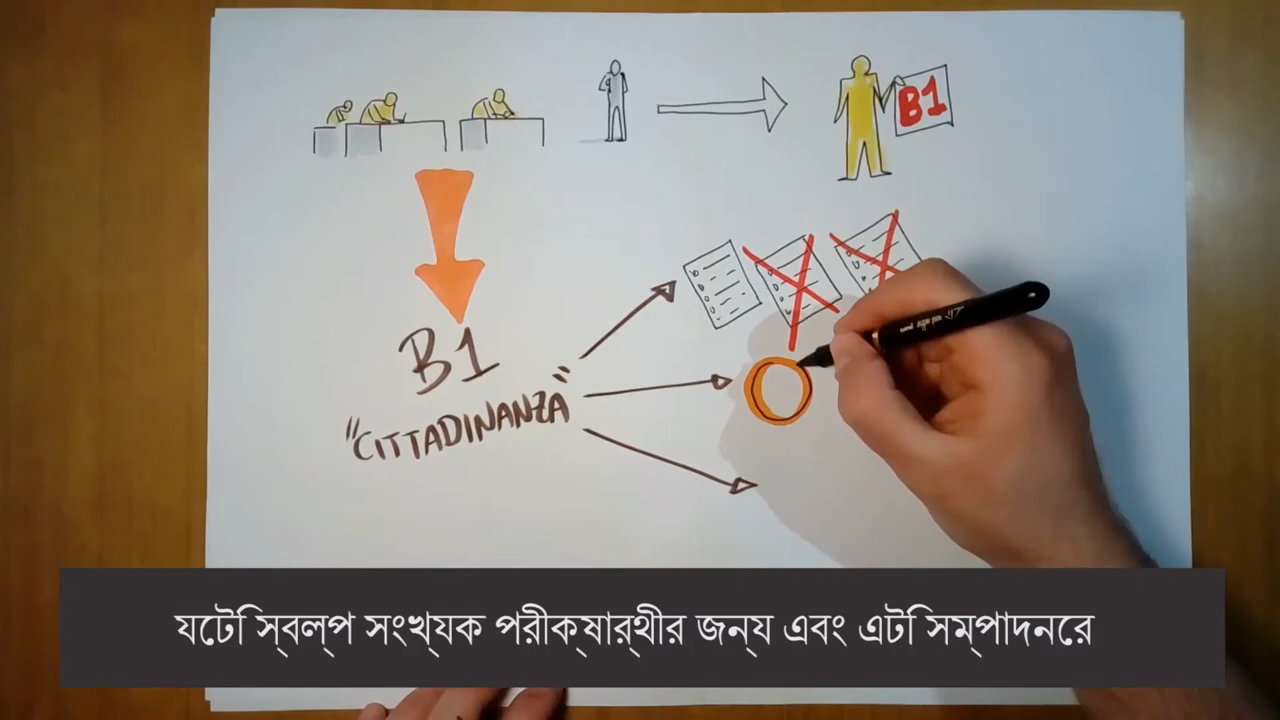 B1
B1
"CITTADINANZA"
যটেি স্বল্প সংখ্যক পরীক্ষার্থীর জন্য এবং এটি সম্পাদনরে